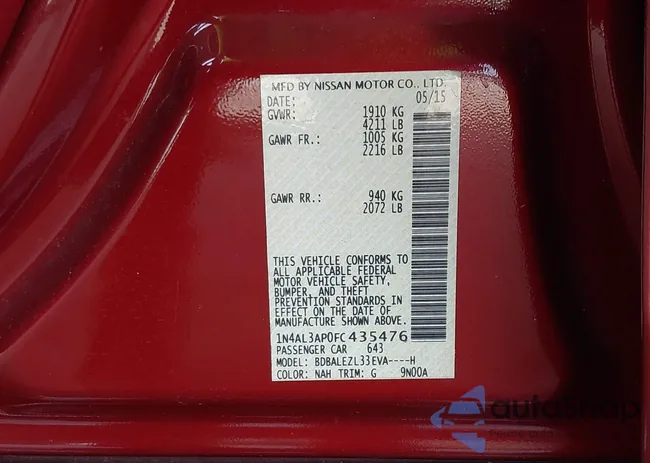 MFD BY NISSAN MOTOR CO., LTD.
DATE: 05/15
GVWR: 1910 KG
4211 LB
GAWR FR.: 1005 KG
2216 LB
GAWR RR.: 940 KG
2072 LB
THIS VEHICLE CONFORMS TO
ALL APPLICABLE FEDERAL
MOTOR VEHICLE SAFETY,
BUMPER, AND THEFT
PREVENTION STANDARDS IN
EFFECT ON THE DATE OF
MANUFACTURE SHOWN ABOVE.
1N4AL3AP0FC435476
PASSENGER CAR 643
MODEL: BDBALEZL33EVA----H
COLOR: NAH TRIM: G 9N00A